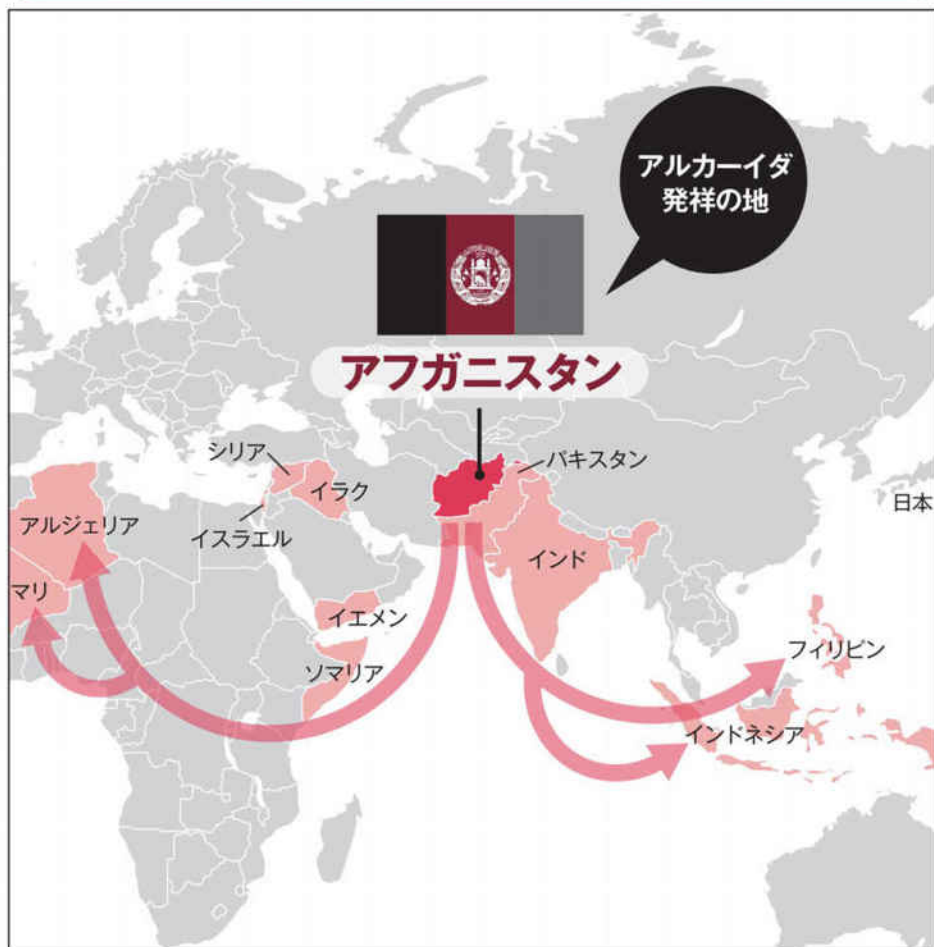 アルカーイダ
発祥の地
アフガニスタン
シリア
パキスタン
イラク
日本
アルジェリア
イスラエル
インド
マリ
イエメン
フィリピン
ソマリア
インドネシア